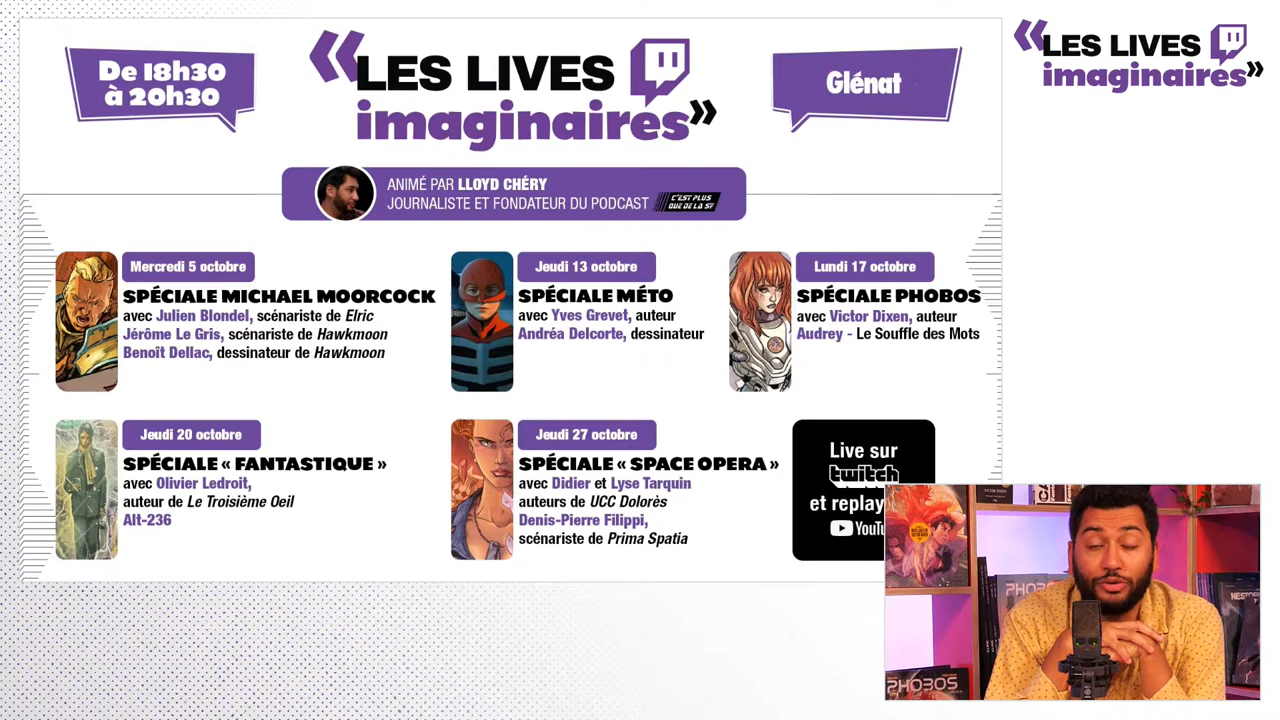 De 18h30
à 20h30
« LES LIVES
imaginaires »
Glénat
ANIMÉ PAR LLOYD CHÉRY
JOURNALISTE ET FONDATEUR DU PODCAST
C'EST PLUS
QUE DE LA SF
Mercredi 5 octobre
SPÉCIALE MICHAEL MOORCOCK
avec Julien Blondel, scénariste de Elric
Jérôme Le Gris, scénariste de Hawkmoon
Benoît Dellac, dessinateur de Hawkmoon
Jeudi 13 octobre
SPÉCIALE MÉTO
avec Yves Grevet, auteur
Andréa Delcorte, dessinateur
Lundi 17 octobre
SPÉCIALE PHOBOS
avec Victor Dixen, auteur
Audrey - Le Souffle des Mots
Jeudi 20 octobre
SPÉCIALE « FANTASTIQUE »
avec Olivier Ledroit,
auteur de Le Troisième Oeil
Alt-236
Jeudi 27 octobre
SPÉCIALE « SPACE OPERA »
avec Didier et Lyse Tarquin
auteurs de UCC Dolorès
Denis-Pierre Filippi,
scénariste de Prima Spatia
Live sur
twitch
et replay
YouTu
« LES LIVES
imaginaires »
VICTOR DIXEN
PHOBOS
NESTOR
PHOBOS